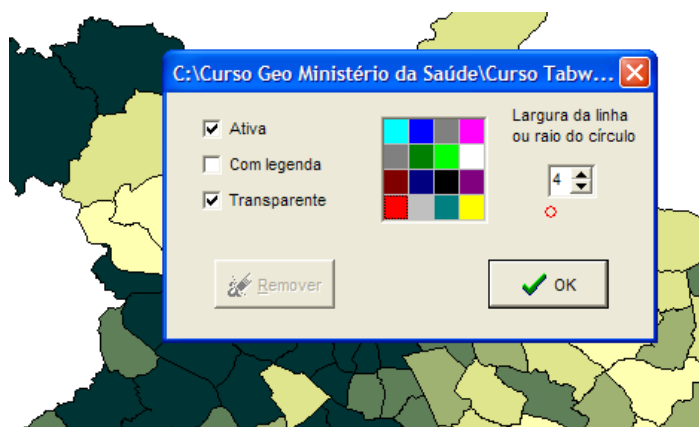 C:\Curso Geo Ministério da Saúde\Curso Tabw...
Ativa
Com legenda
Transparente
Largura da linha
ou raio do círculo
4
Remover
OK